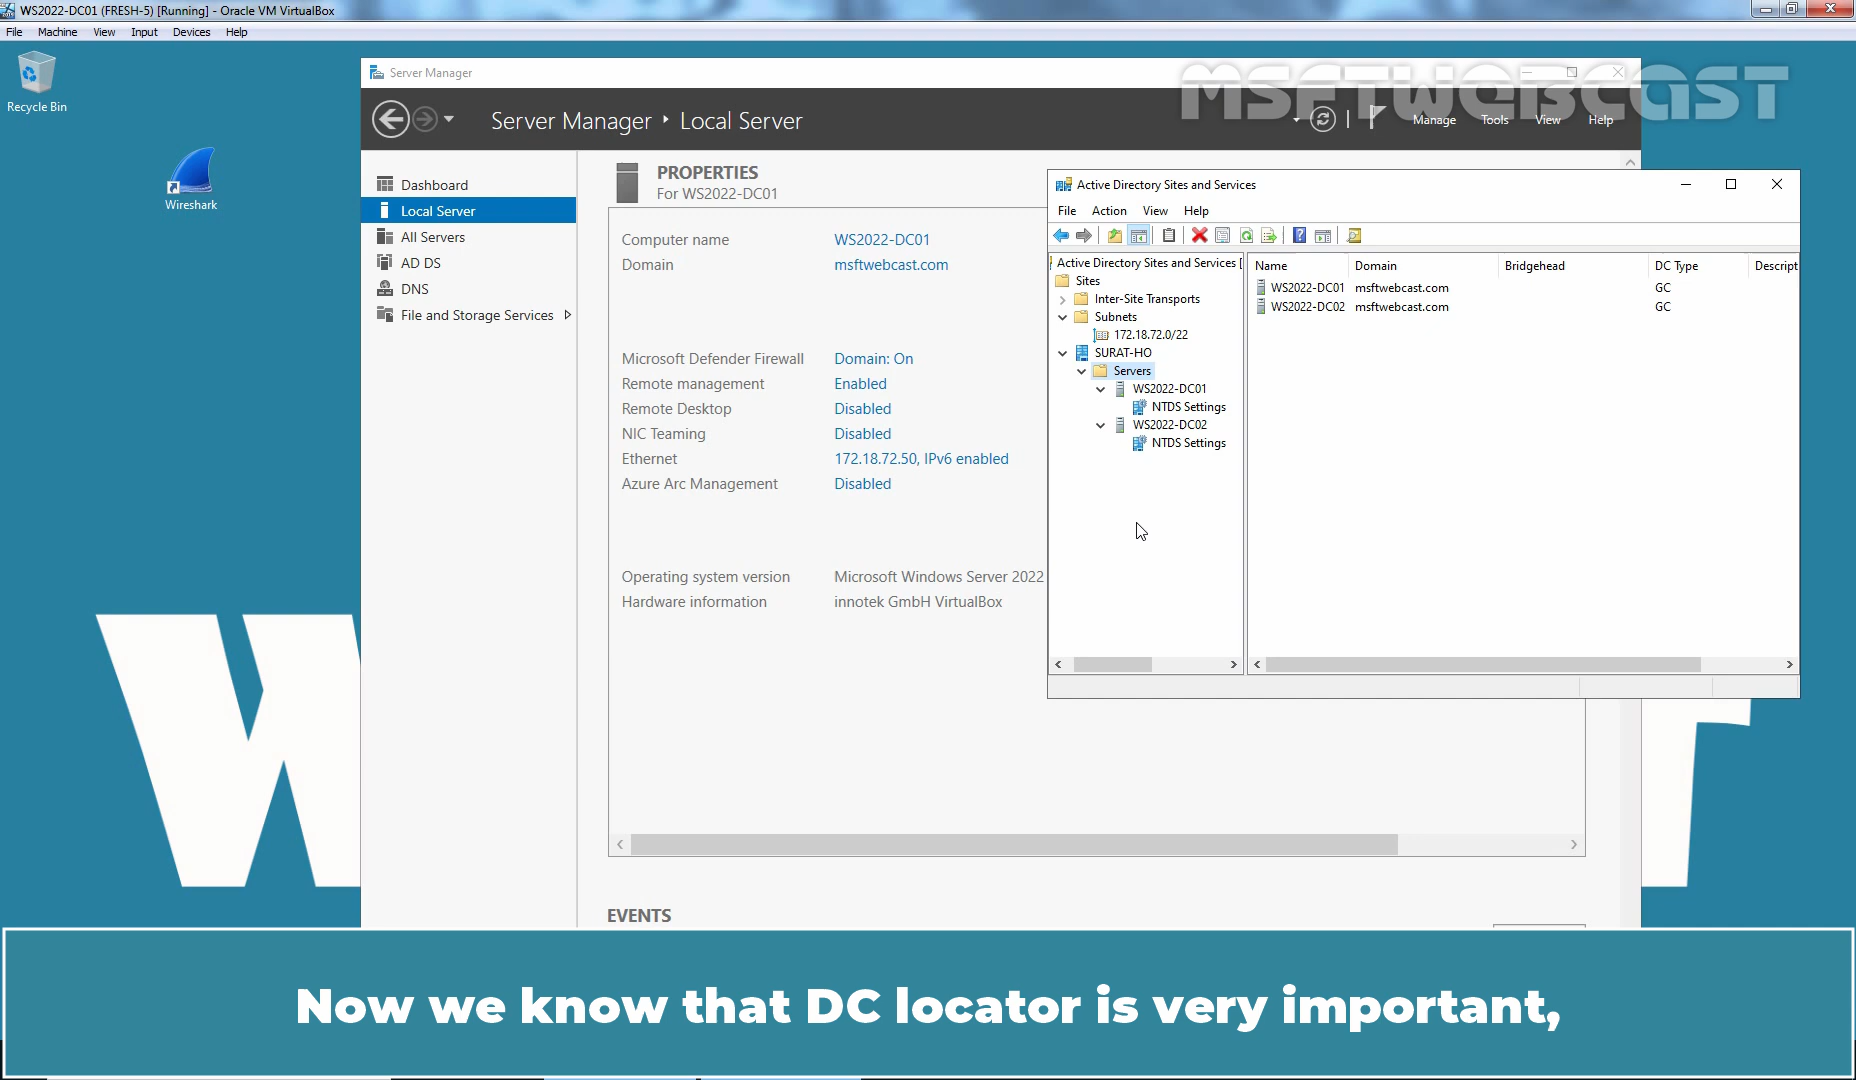 WS2022-DC01 (FRESH-5) [Running] - Oracle VM VirtualBox
File Machine View Input Devices Help
Recycle Bin
Wireshark
Server Manager
MSFTWEBCAST
Server Manager ‣ Local Server
Manage Tools View Help
Dashboard
Local Server
All Servers
AD DS
DNS
File and Storage Services
PROPERTIES
For WS2022-DC01
Computer name WS2022-DC01
Domain msftwebcast.com
Microsoft Defender Firewall Domain: On
Remote management Enabled
Remote Desktop Disabled
NIC Teaming Disabled
Ethernet 172.18.72.50, IPv6 enabled
Azure Arc Management Disabled
Operating system version Microsoft Windows Server 2022
Hardware information innotek GmbH VirtualBox
EVENTS
Active Directory Sites and Services
File Action View Help
Active Directory Sites and Services [
Sites
Inter-Site Transports
Subnets
172.18.72.0/22
SURAT-HO
Servers
WS2022-DC01
NTDS Settings
WS2022-DC02
NTDS Settings
Name Domain Bridgehead DC Type Descript
WS2022-DC01 msftwebcast.com GC
WS2022-DC02 msftwebcast.com GC
Now we know that DC locator is very important,